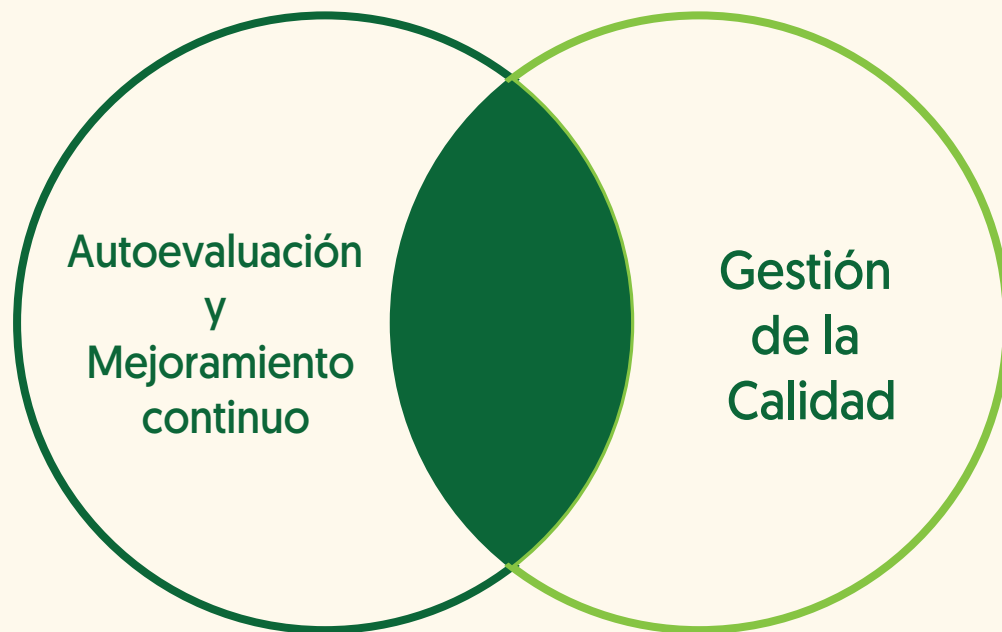 Autoevaluación
y
Mejoramiento
continuo
Gestión
de la
Calidad